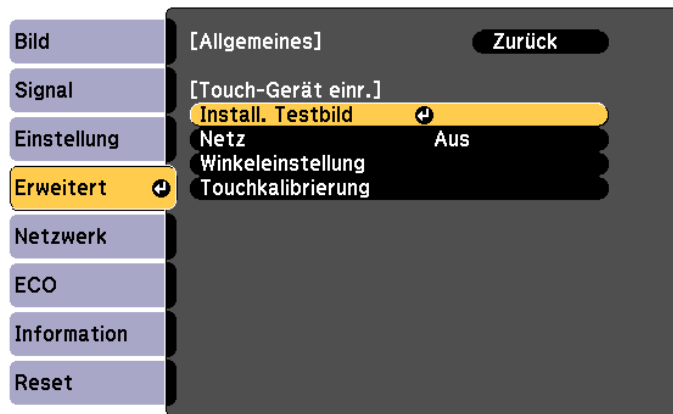 Bild
Signal
Einstellung
Erweitert
Netzwerk
ECO
Information
Reset
[Allgemeines] Zurück
[Touch-Gerät einr.]
Install. Testbild
Netz Aus
Winkeleinstellung
Touchkalibrierung